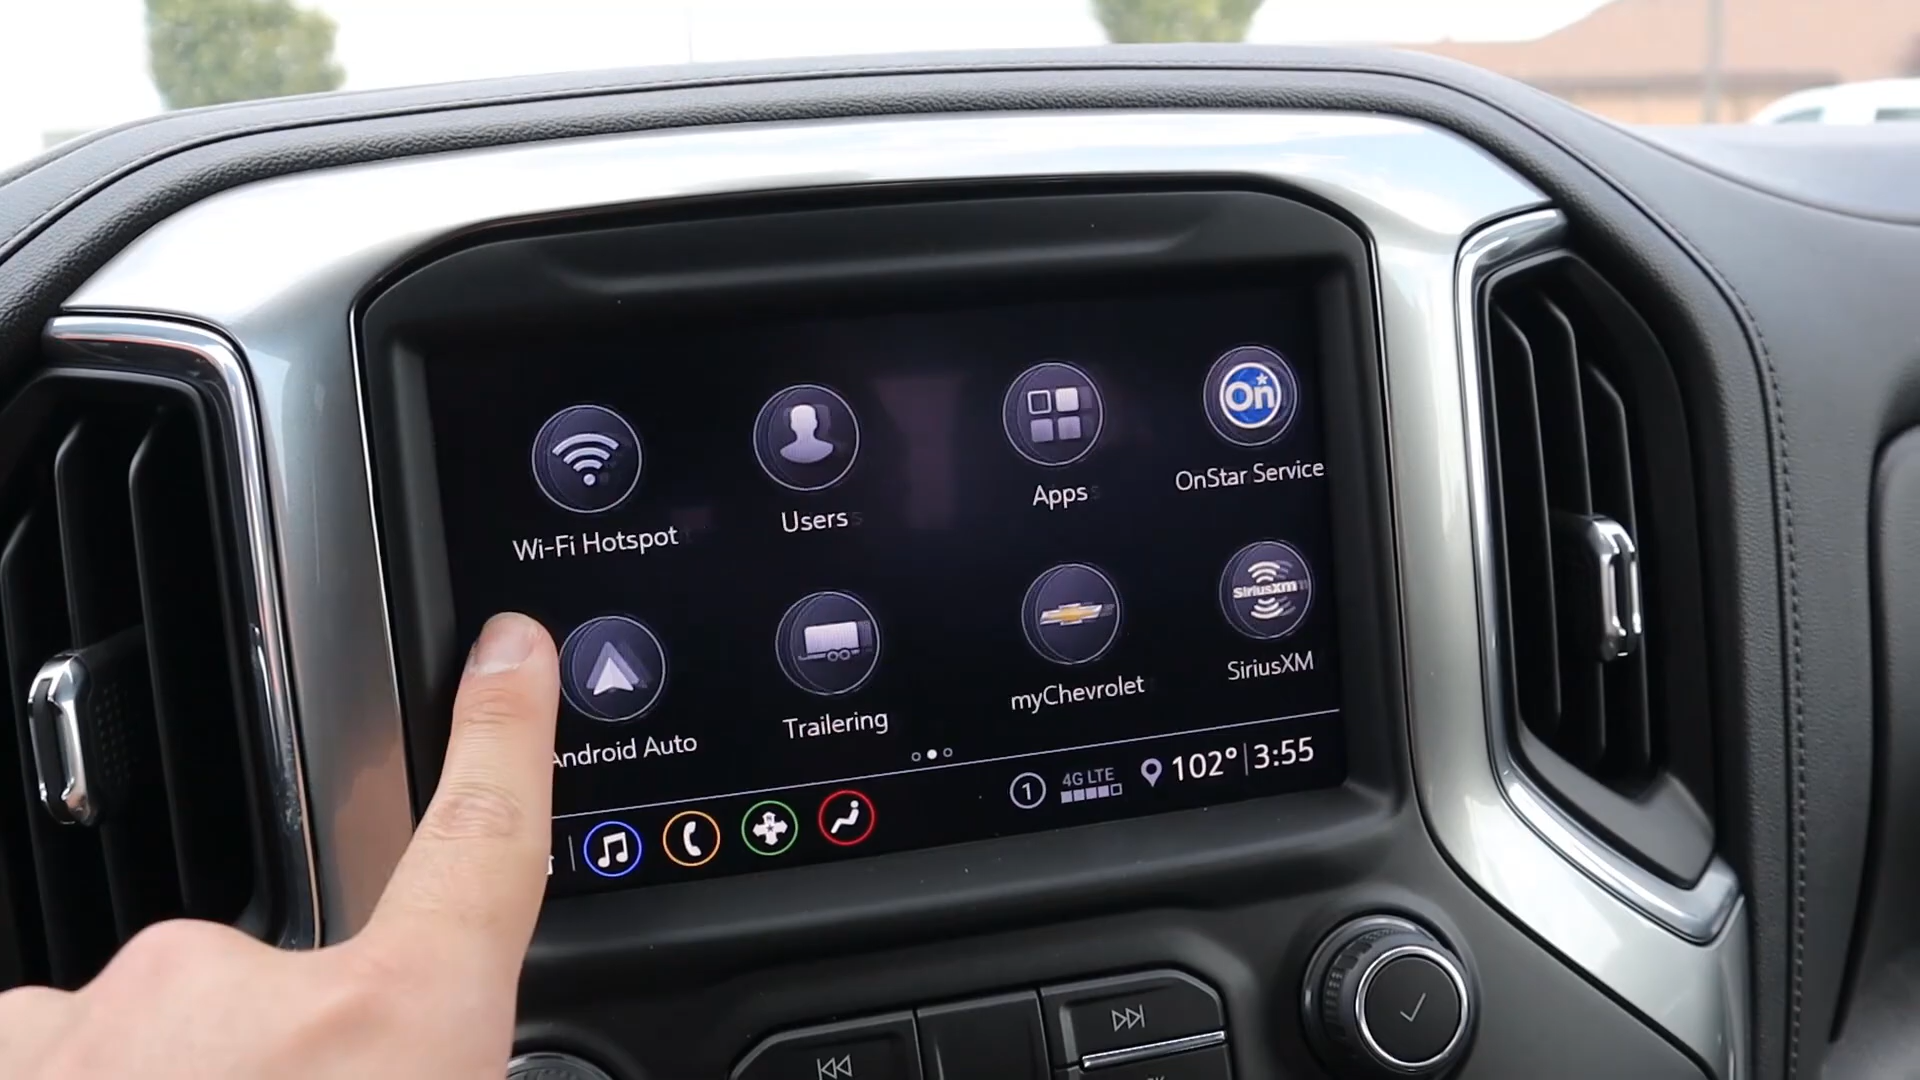 Wi-Fi Hotspot
Users
Apps
On
OnStar Service
Android Auto
Trailering
myChevrolet
SiriusXM
SiriusXM
1
4G LTE
102° 3:55